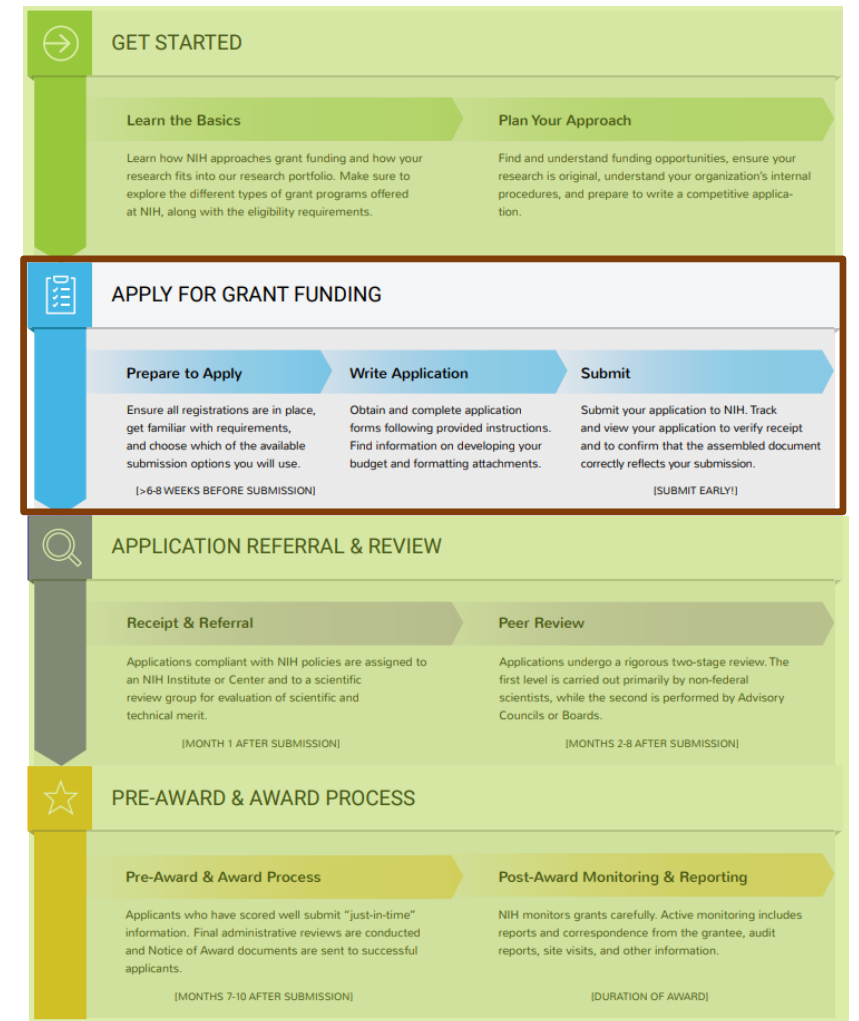 GET STARTED
Learn the Basics
Learn how NIH approaches grant funding and how your
research fits into our research portfolio. Make sure to
explore the different types of grant programs offered
at NIH, along with the eligibility requirements.
Plan Your Approach
Find and understand funding opportunities, ensure your
research is original, understand your organization's internal
procedures, and prepare to write a competitive applica-
tion.
APPLY FOR GRANT FUNDING
Prepare to Apply
Ensure all registrations are in place,
get familiar with requirements,
and choose which of the available
submission options you will use.
[>6-8 WEEKS BEFORE SUBMISSION]
Write Application
Obtain and complete application
forms following provided instructions.
Find information on developing your
budget and formatting attachments.
Submit
Submit your application to NIH. Track
and view your application to verify receipt
and to confirm that the assembled document
correctly reflects your submission.
[SUBMIT EARLY!]
APPLICATION REFERRAL & REVIEW
Receipt & Referral
Applications compliant with NIH policies are assigned to
an NIH Institute or Center and to a scientific
review group for evaluation of scientific and
technical merit.
[MONTH 1 AFTER SUBMISSION]
Peer Review
Applications undergo a rigorous two-stage review. The
first level is carried out primarily by non-federal
scientists, while the second is performed by Advisory
Councils or Boards.
[MONTHS 2-8 AFTER SUBMISSION]
PRE-AWARD & AWARD PROCESS
Pre-Award & Award Process
Applicants who have scored well submit "just-in-time"
information. Final administrative reviews are conducted
and Notice of Award documents are sent to successful
applicants.
[MONTHS 7-10 AFTER SUBMISSION]
Post-Award Monitoring & Reporting
NIH monitors grants carefully. Active monitoring includes
reports and correspondence from the grantee, audit
reports, site visits, and other information.
[DURATION OF AWARD]